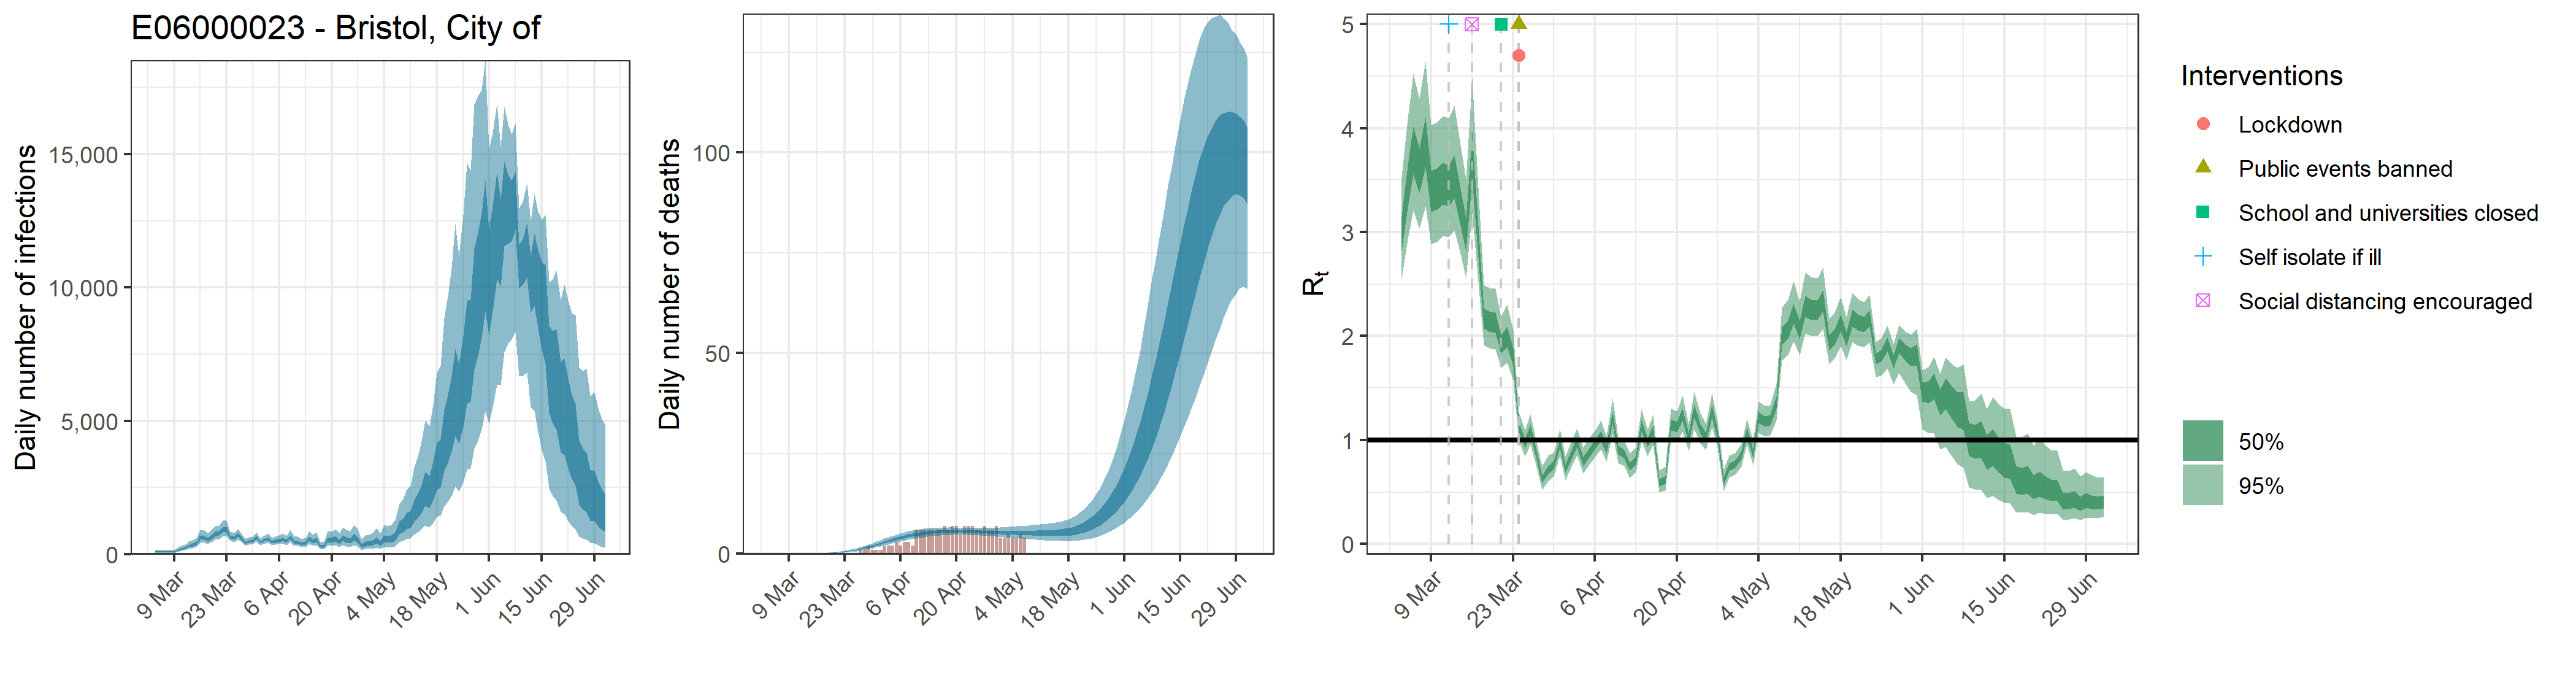 E06000023 - Bristol, City of
Daily number of infections
15,000
10,000
5,000
0
9 Mar
23 Mar
6 Apr
20 Apr
4 May
18 May
1 Jun
15 Jun
29 Jun
Daily number of deaths
100
50
0
9 Mar
23 Mar
6 Apr
20 Apr
4 May
18 May
1 Jun
15 Jun
29 Jun
Rt
5
4
3
2
1
0
9 Mar
23 Mar
6 Apr
20 Apr
4 May
18 May
1 Jun
15 Jun
29 Jun
Interventions
Lockdown
Public events banned
School and universities closed
Self isolate if ill
Social distancing encouraged
50%
95%